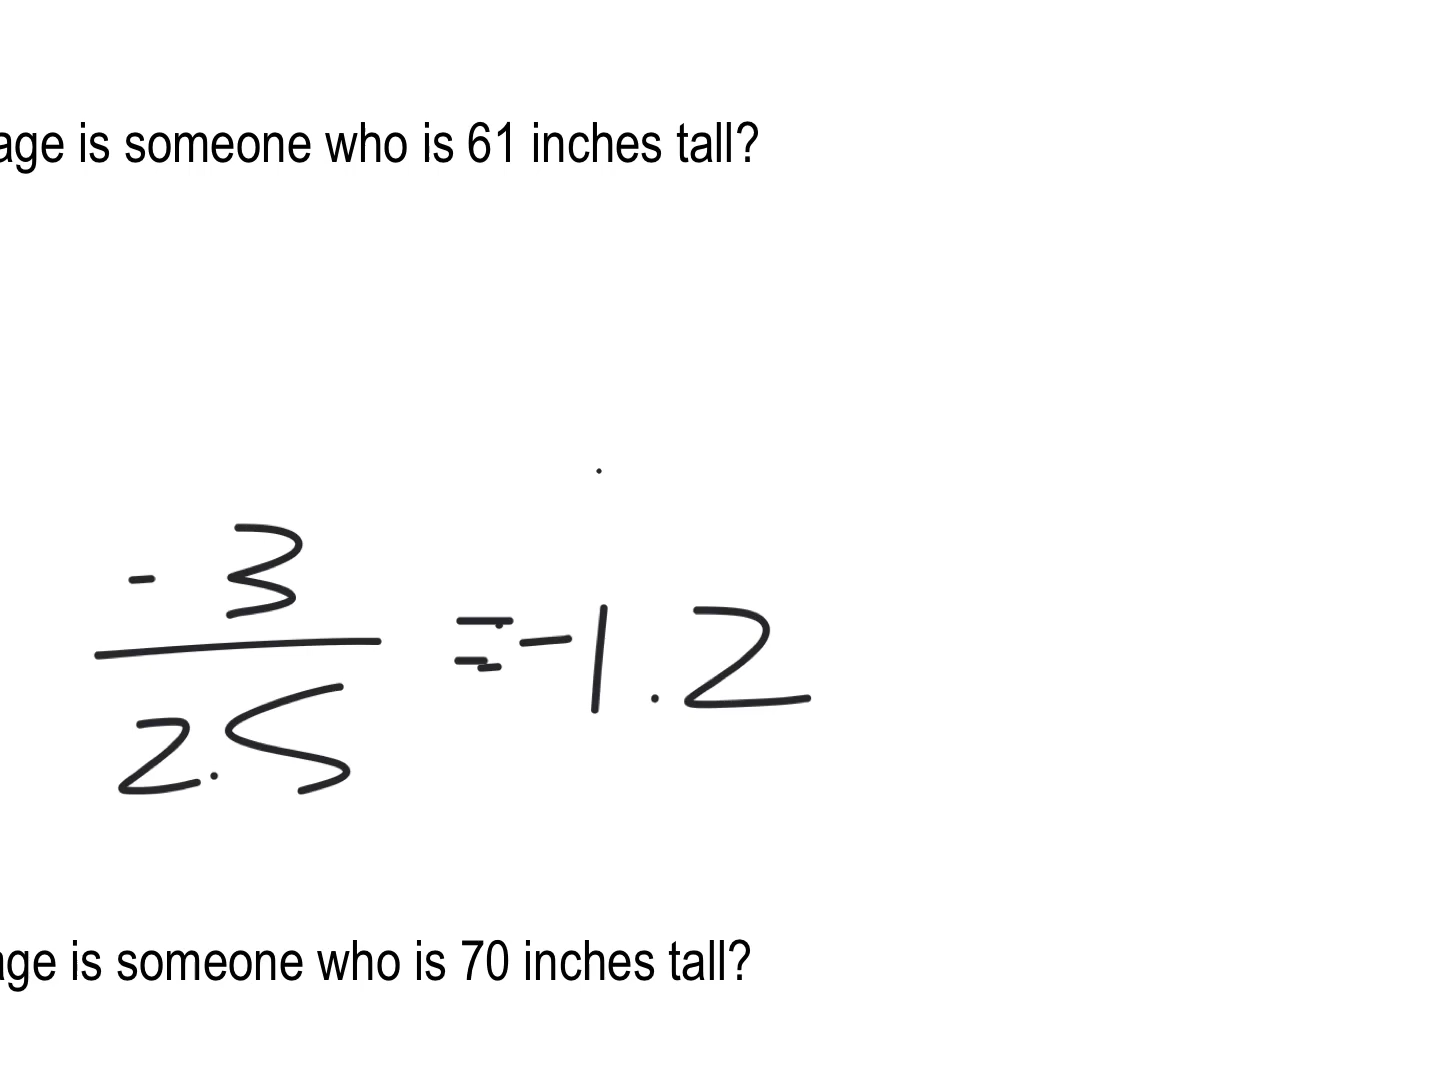 age is someone who is 61 inches tall?
- 3
2.5
= -1.2
age is someone who is 70 inches tall?